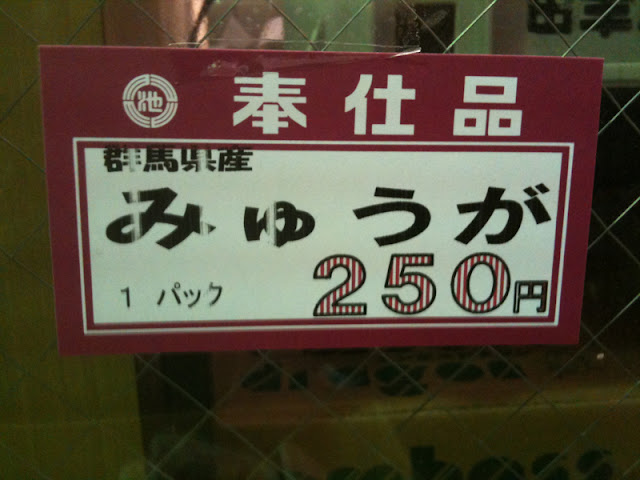 池 奉仕品
群馬県産
みゅうが
1 パック 250円